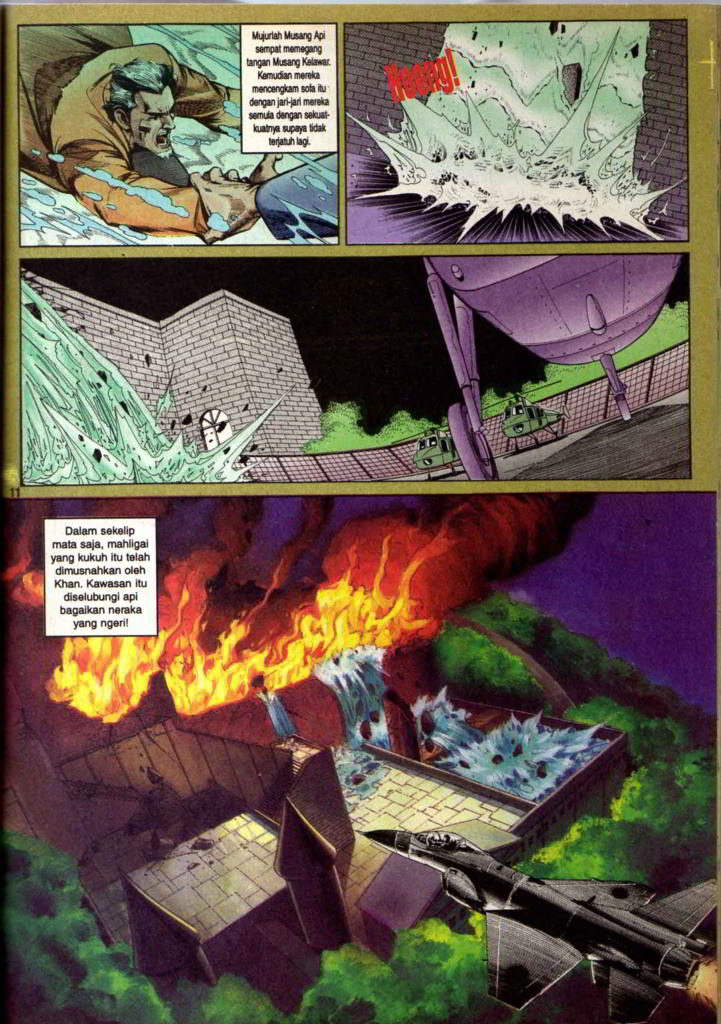 Mujurlah Musang Api
sempat memegang
tangan Musang Kelawar.
Kemudian mereka
mencengkam sofa itu
dengan jari-jari mereka
semula dengan sekuat-
kuatnya supaya tidak
terjatuh lagi.
11
Dalam sekelip
mata saja, mahligai
yang kukuh itu telah
dimusnahkan oleh
Khan. Kawasan itu
diselubungi api
bagaikan neraka
yang ngeri!